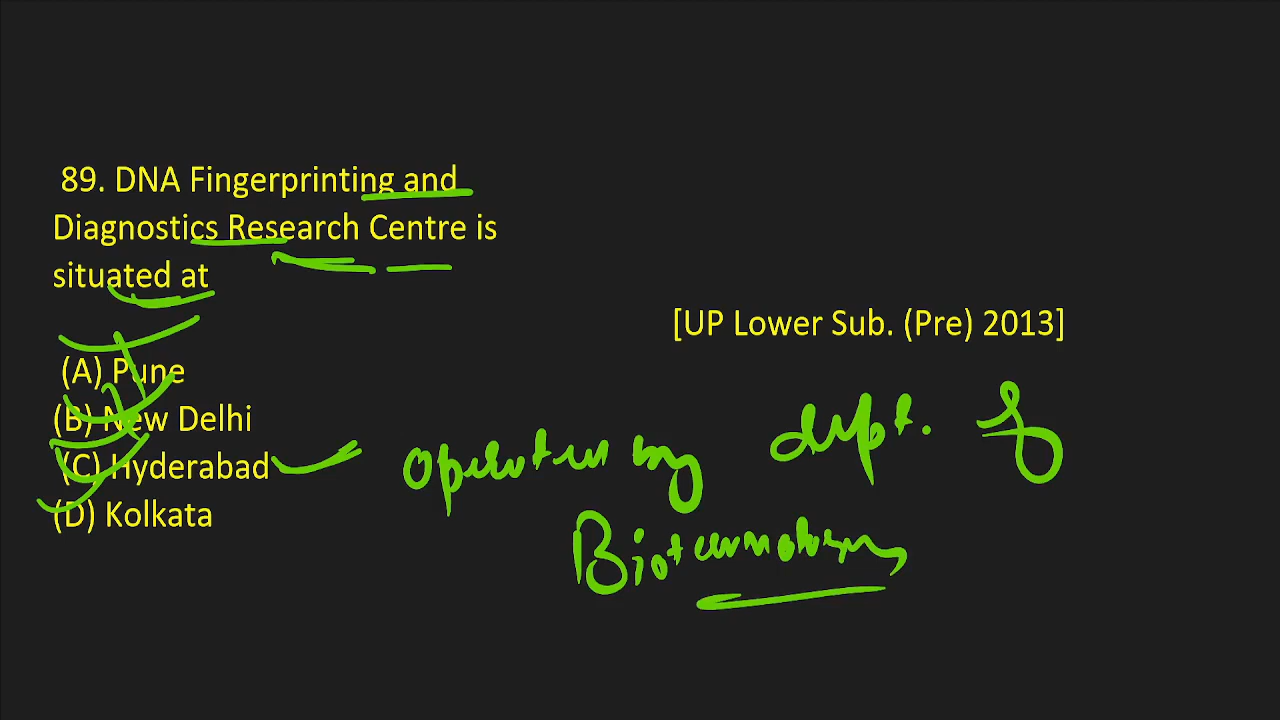 89. DNA Fingerprinting and
Diagnostics Research Centre is
situated at
[UP Lower Sub. (Pre) 2013]
(A) Pune
(B) New Delhi
(C) Hyderabad
(D) Kolkata
operated by dept. of
Biotechnology